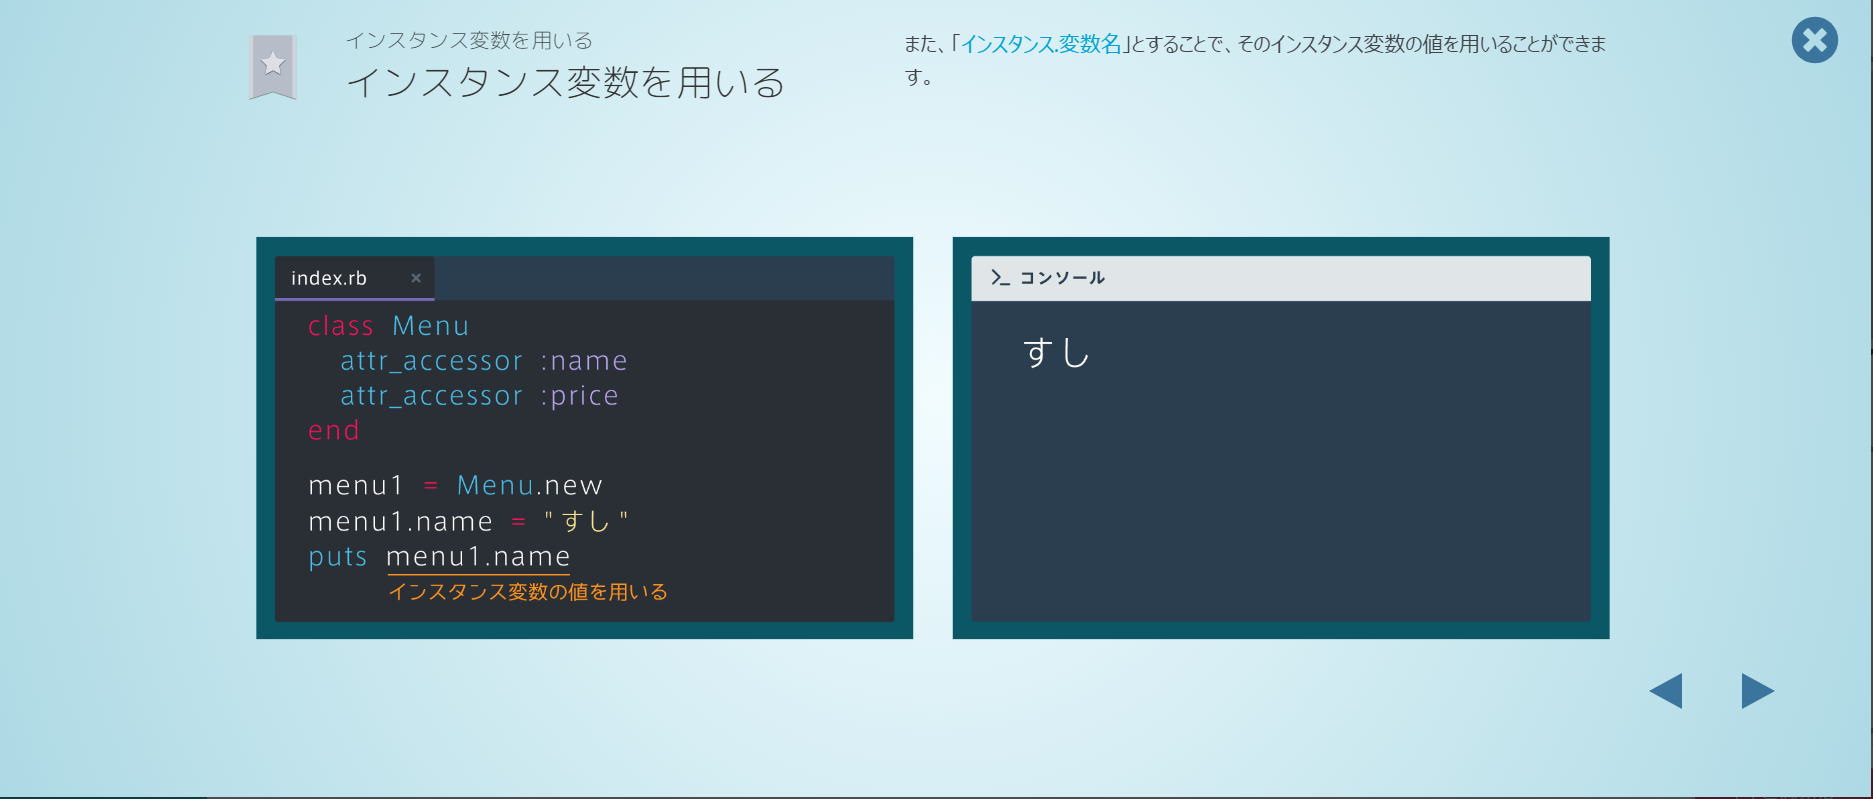 インスタンス変数を用いる
インスタンス変数を用いる
また、「インスタンス.変数名」とすることで、そのインスタンス変数の値を用いることができま
す。
index.rb ×
class Menu
attr_accessor :name
attr_accessor :price
end
menu1 = Menu.new
menu1.name = "すし"
puts menu1.name
インスタンス変数の値を用いる
>_ コンソール
すし